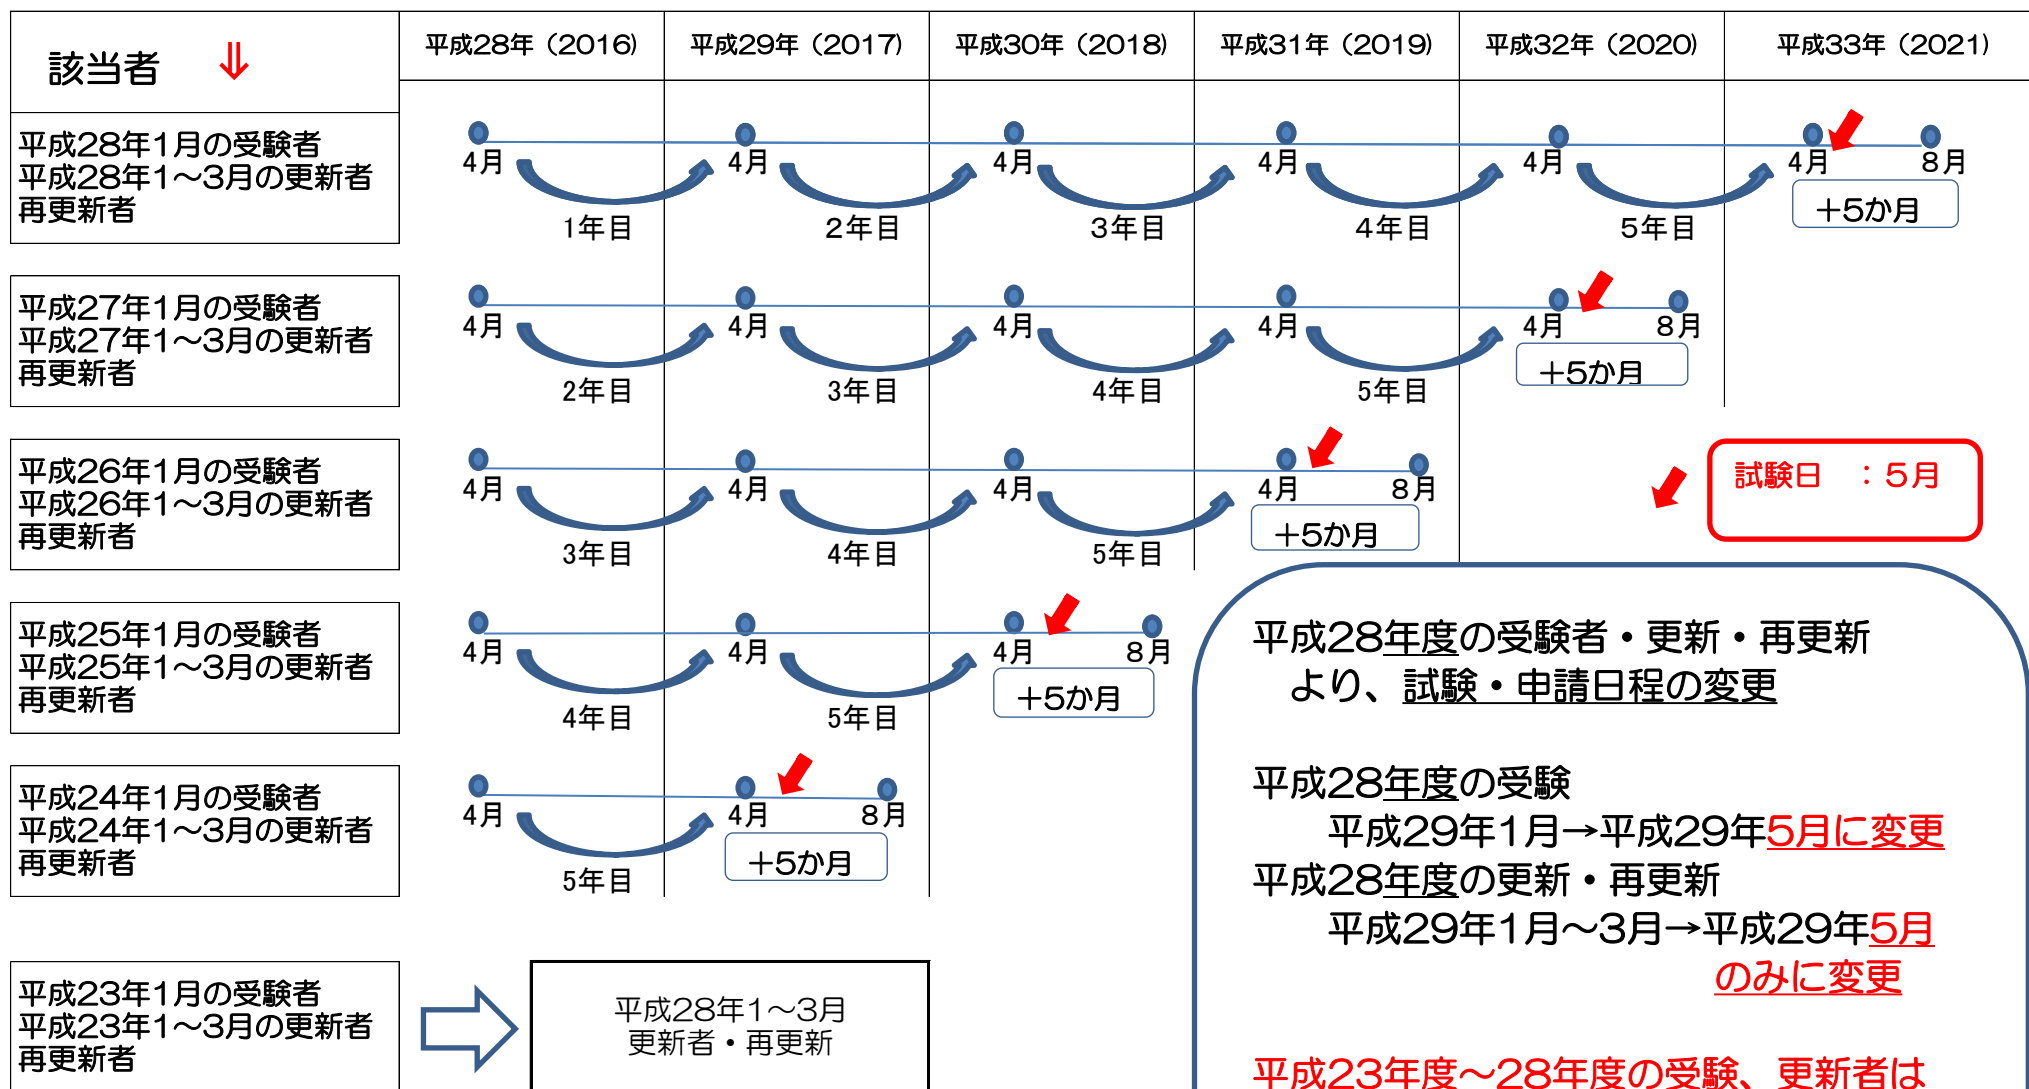 該当者 ⇓
平成28年（2016) 平成29年（2017) 平成30年（2018) 平成31年（2019) 平成32年（2020) 平成33年（2021)
平成28年1月の受験者
平成28年1～3月の更新者
再更新者
4月 4月 4月 4月 4月 4月 8月
1年目 2年目 3年目 4年目 5年目
＋5か月
平成27年1月の受験者
平成27年1～3月の更新者
再更新者
4月 4月 4月 4月 4月 8月
2年目 3年目 4年目 5年目
＋5か月
平成26年1月の受験者
平成26年1～3月の更新者
再更新者
4月 4月 4月 4月 8月
3年目 4年目 5年目
＋5か月
試験日　：５月
平成25年1月の受験者
平成25年1～3月の更新者
再更新者
4月 4月 4月 8月
4年目 5年目
＋5か月
平成24年1月の受験者
平成24年1～3月の更新者
再更新者
4月 4月 8月
5年目
＋5か月
平成23年1月の受験者
平成23年1～3月の更新者
再更新者
平成28年1～3月
更新者・再更新
平成28年度の受験者・更新・再更新
より、試験・申請日程の変更
平成28年度の受験
平成29年1月→平成29年5月に変更
平成28年度の更新・再更新
平成29年1月～3月→平成29年5月
のみに変更
平成23年度～28年度の受験、更新者は